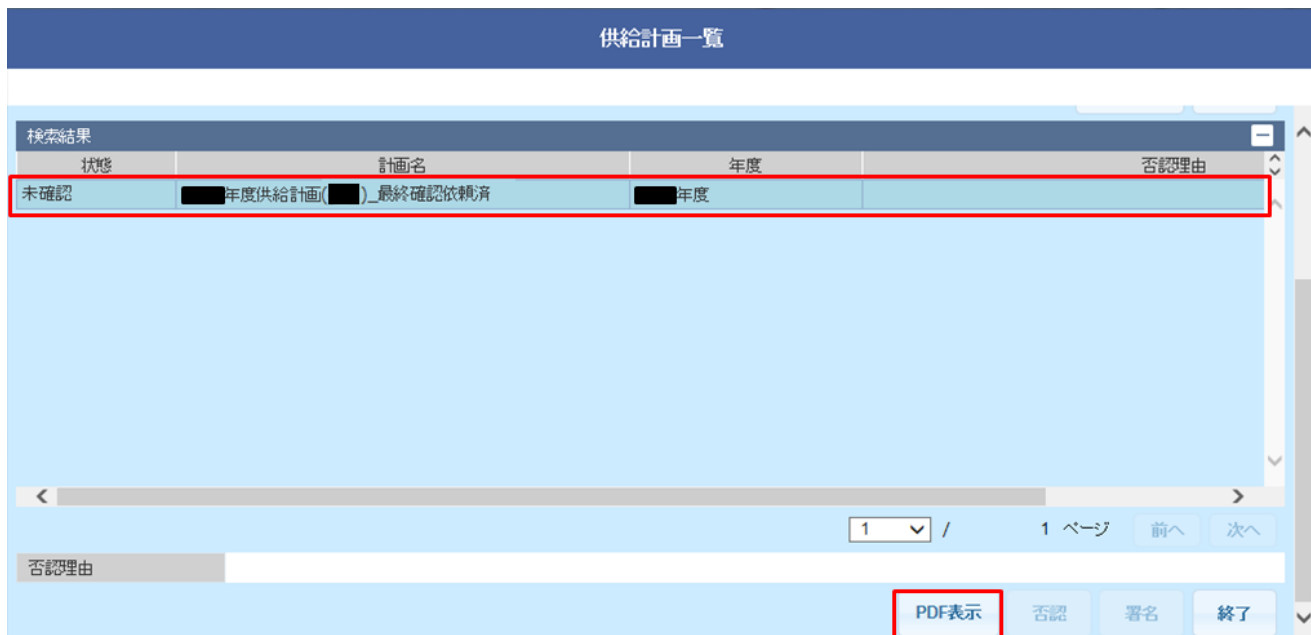 供給計画一覧
検索結果
状態 計画名 年度 否認理由
未確認 年度供給計画( )_最終確認依頼済 年度
1 / 1 ページ 前へ 次へ
否認理由
PDF表示 否認 署名 終了